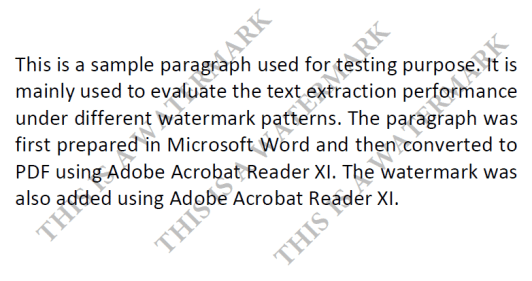 This is a sample paragraph used for testing purpose. It is
mainly used to evaluate the text extraction performance
under different watermark patterns. The paragraph was
first prepared in Microsoft Word and then converted to
PDF using Adobe Acrobat Reader XI. The watermark was
also added using Adobe Acrobat Reader XI.
THIS IS A WATERMARK
THIS IS A WATERMARK
THIS IS A WATERMARK